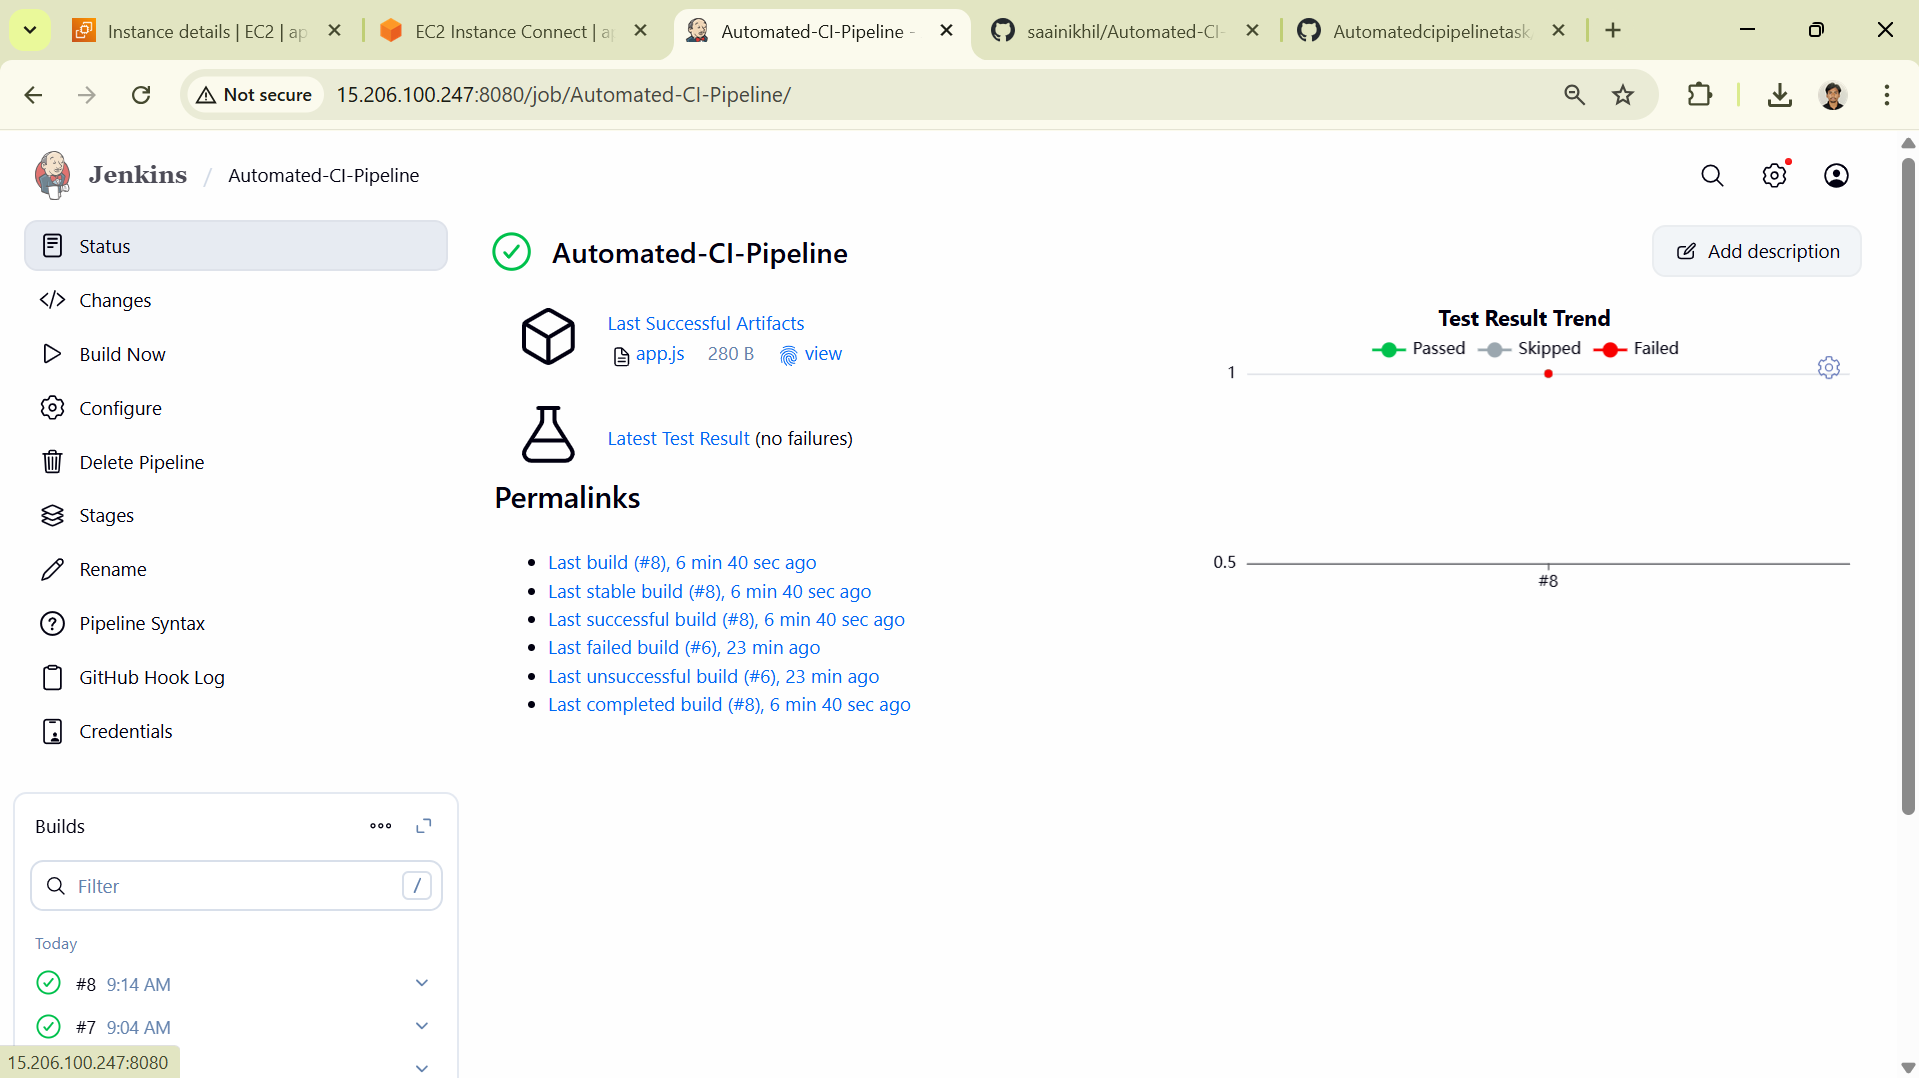 Instance details | EC2 | ap
EC2 Instance Connect | ap
Automated-CI-Pipeline -
saainikhil/Automated-CI-
Automatedcipipelinetask/
Not secure
15.206.100.247:8080/job/Automated-CI-Pipeline/
Jenkins / Automated-CI-Pipeline
Status
Changes
Build Now
Configure
Delete Pipeline
Stages
Rename
Pipeline Syntax
GitHub Hook Log
Credentials
Builds
Filter /
Today
#8 9:14 AM
#7 9:04 AM
15.206.100.247:8080
Automated-CI-Pipeline
Add description
Last Successful Artifacts
app.js 280 B view
Latest Test Result (no failures)
Permalinks
Last build (#8), 6 min 40 sec ago
Last stable build (#8), 6 min 40 sec ago
Last successful build (#8), 6 min 40 sec ago
Last failed build (#6), 23 min ago
Last unsuccessful build (#6), 23 min ago
Last completed build (#8), 6 min 40 sec ago
Test Result Trend
Passed Skipped Failed
1
0.5
#8